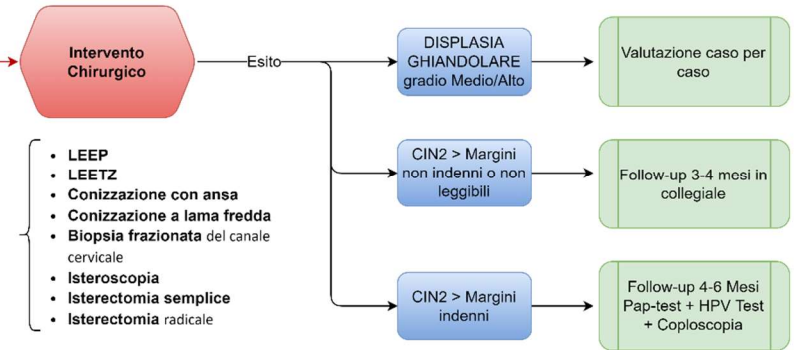 Intervento
Chirurgico
Esito
DISPLASIA
GHIANDOLARE
gradio Medio/Alto
Valutazione caso per
caso
CIN2 > Margini
non indenni o non
leggibili
Follow-up 3-4 mesi in
collegiale
CIN2 > Margini
indenni
Follow-up 4-6 Mesi
Pap-test + HPV Test
+ Coploscopia
• LEEP
• LEETZ
• Conizzazione con ansa
• Conizzazione a lama fredda
• Biopsia frazionata del canale
cervicale
• Isteroscopia
• Isterectomia semplice
• Isterectomia radicale